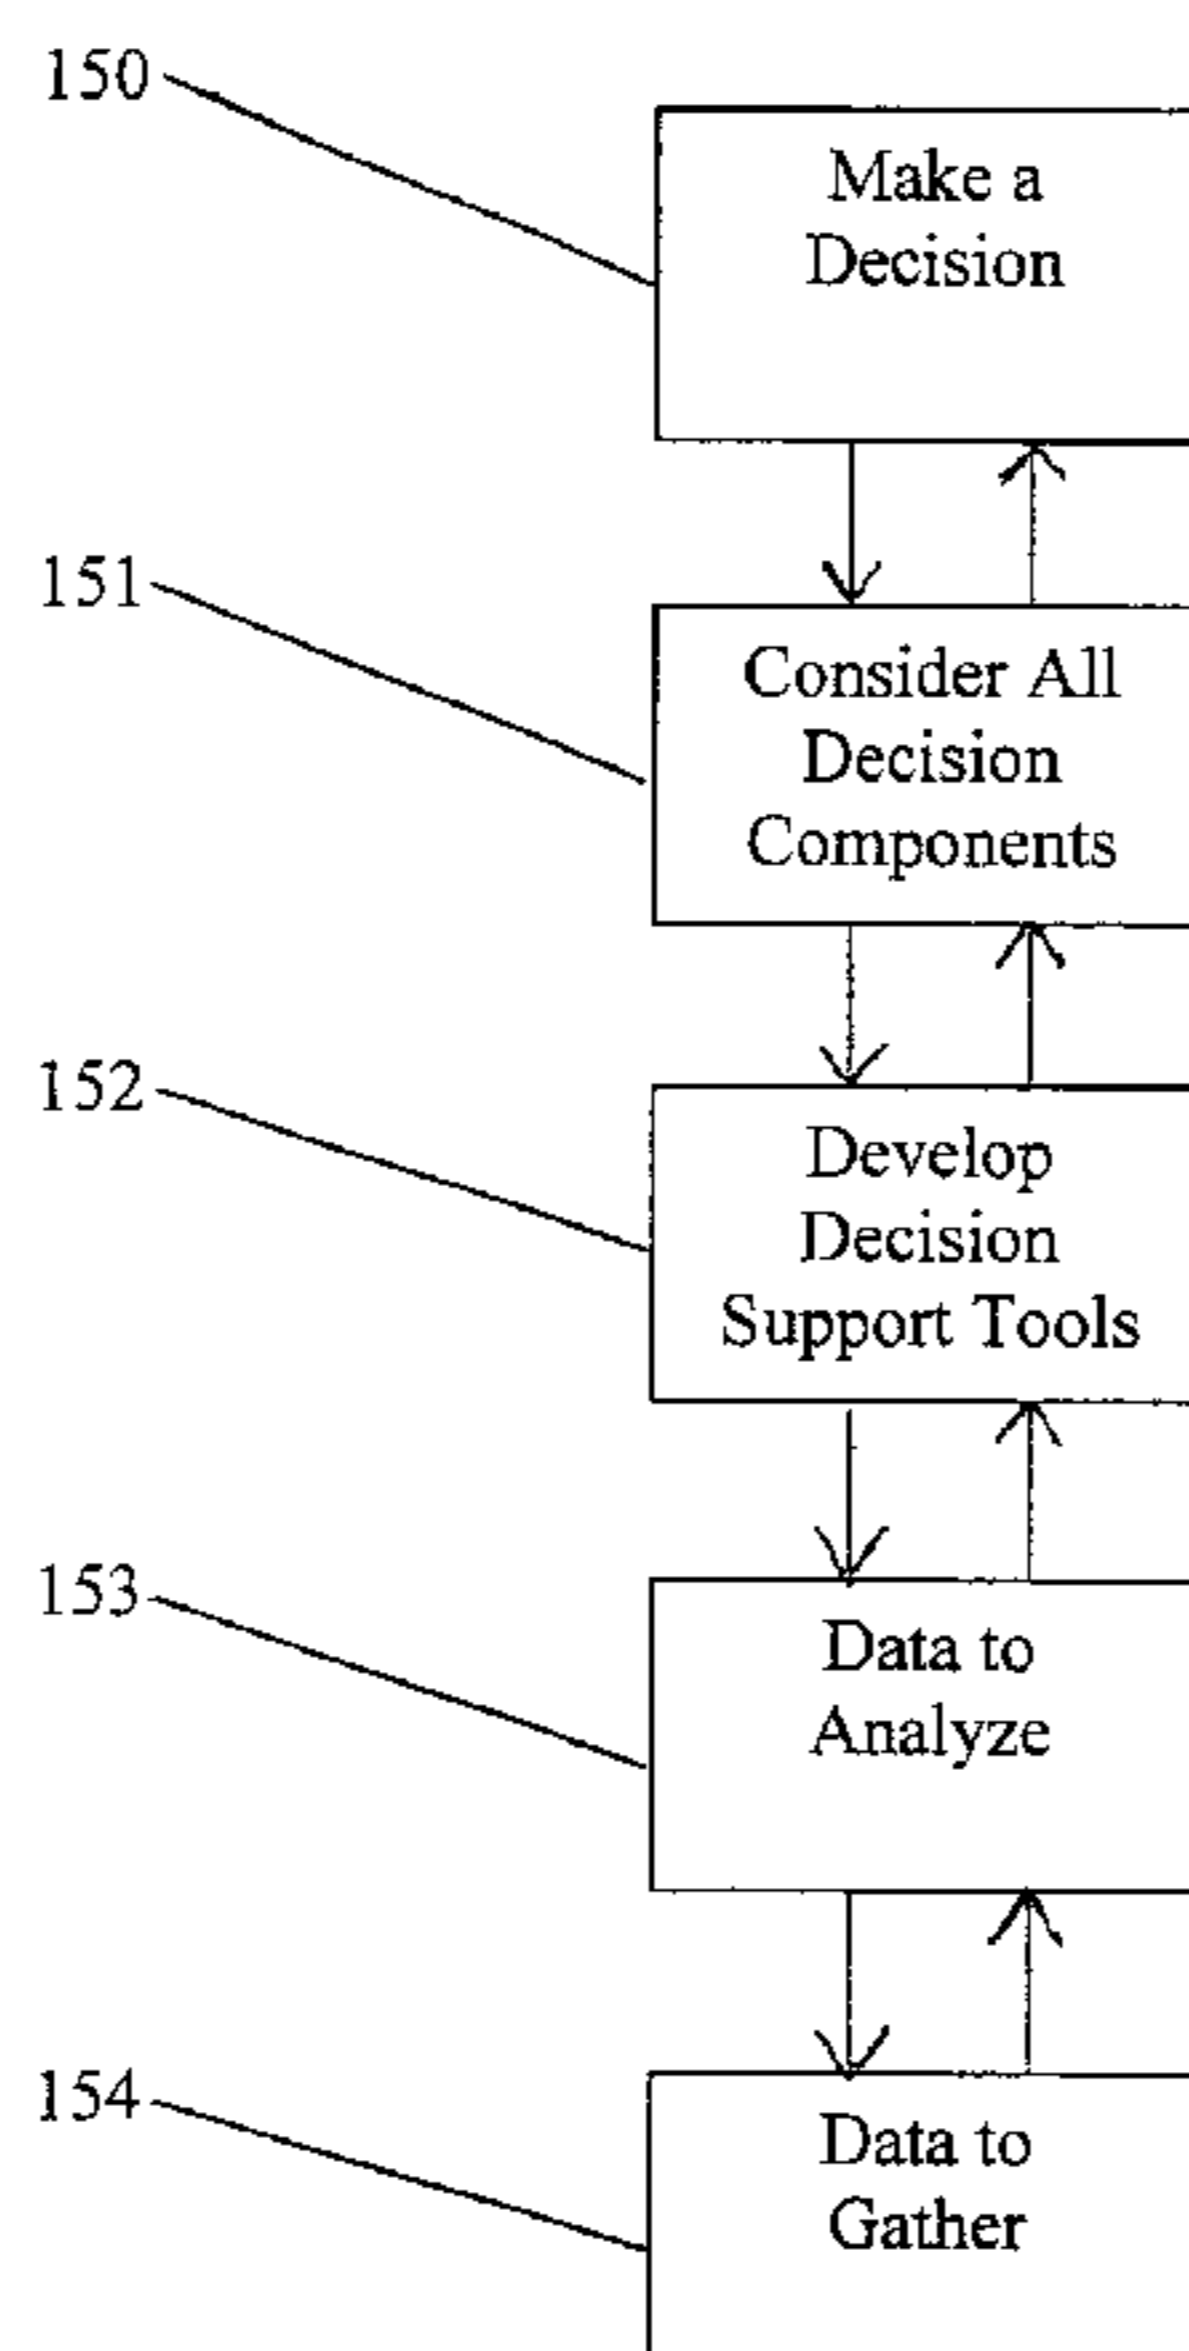 150
Make a
Decision
151
Consider All
Decision
Components
152
Develop
Decision
Support Tools
153
Data to
Analyze
154
Data to
Gather